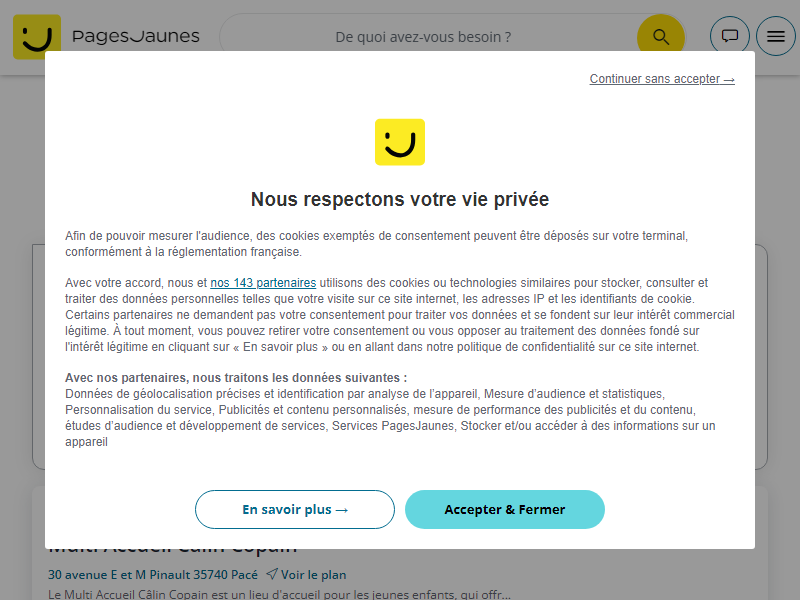 PagesJaunes
De quoi avez-vous besoin ?
Continuer sans accepter →
Nous respectons votre vie privée
Afin de pouvoir mesurer l'audience, des cookies exemptés de consentement peuvent être déposés sur votre terminal,
conformément à la réglementation française.
Avec votre accord, nous et nos 143 partenaires utilisons des cookies ou technologies similaires pour stocker, consulter et
traiter des données personnelles telles que votre visite sur ce site internet, les adresses IP et les identifiants de cookie.
Certains partenaires ne demandent pas votre consentement pour traiter vos données et se fondent sur leur intérêt commercial
légitime. À tout moment, vous pouvez retirer votre consentement ou vous opposer au traitement des données fondé sur
l'intérêt légitime en cliquant sur « En savoir plus » ou en allant dans notre politique de confidentialité sur ce site internet.
Avec nos partenaires, nous traitons les données suivantes :
Données de géolocalisation précises et identification par analyse de l'appareil, Mesure d'audience et statistiques,
Personnalisation du service, Publicités et contenu personnalisés, mesure de performance des publicités et du contenu,
études d'audience et développement de services, Services PagesJaunes, Stocker et/ou accéder à des informations sur un
appareil
En savoir plus →
Accepter & Fermer
Multi Accueil Câlin Copain
30 avenue E et M Pinault 35740 Pacé Voir le plan
Le Multi Accueil Câlin Copain est un lieu d'accueil pour les jeunes enfants, qui offr...